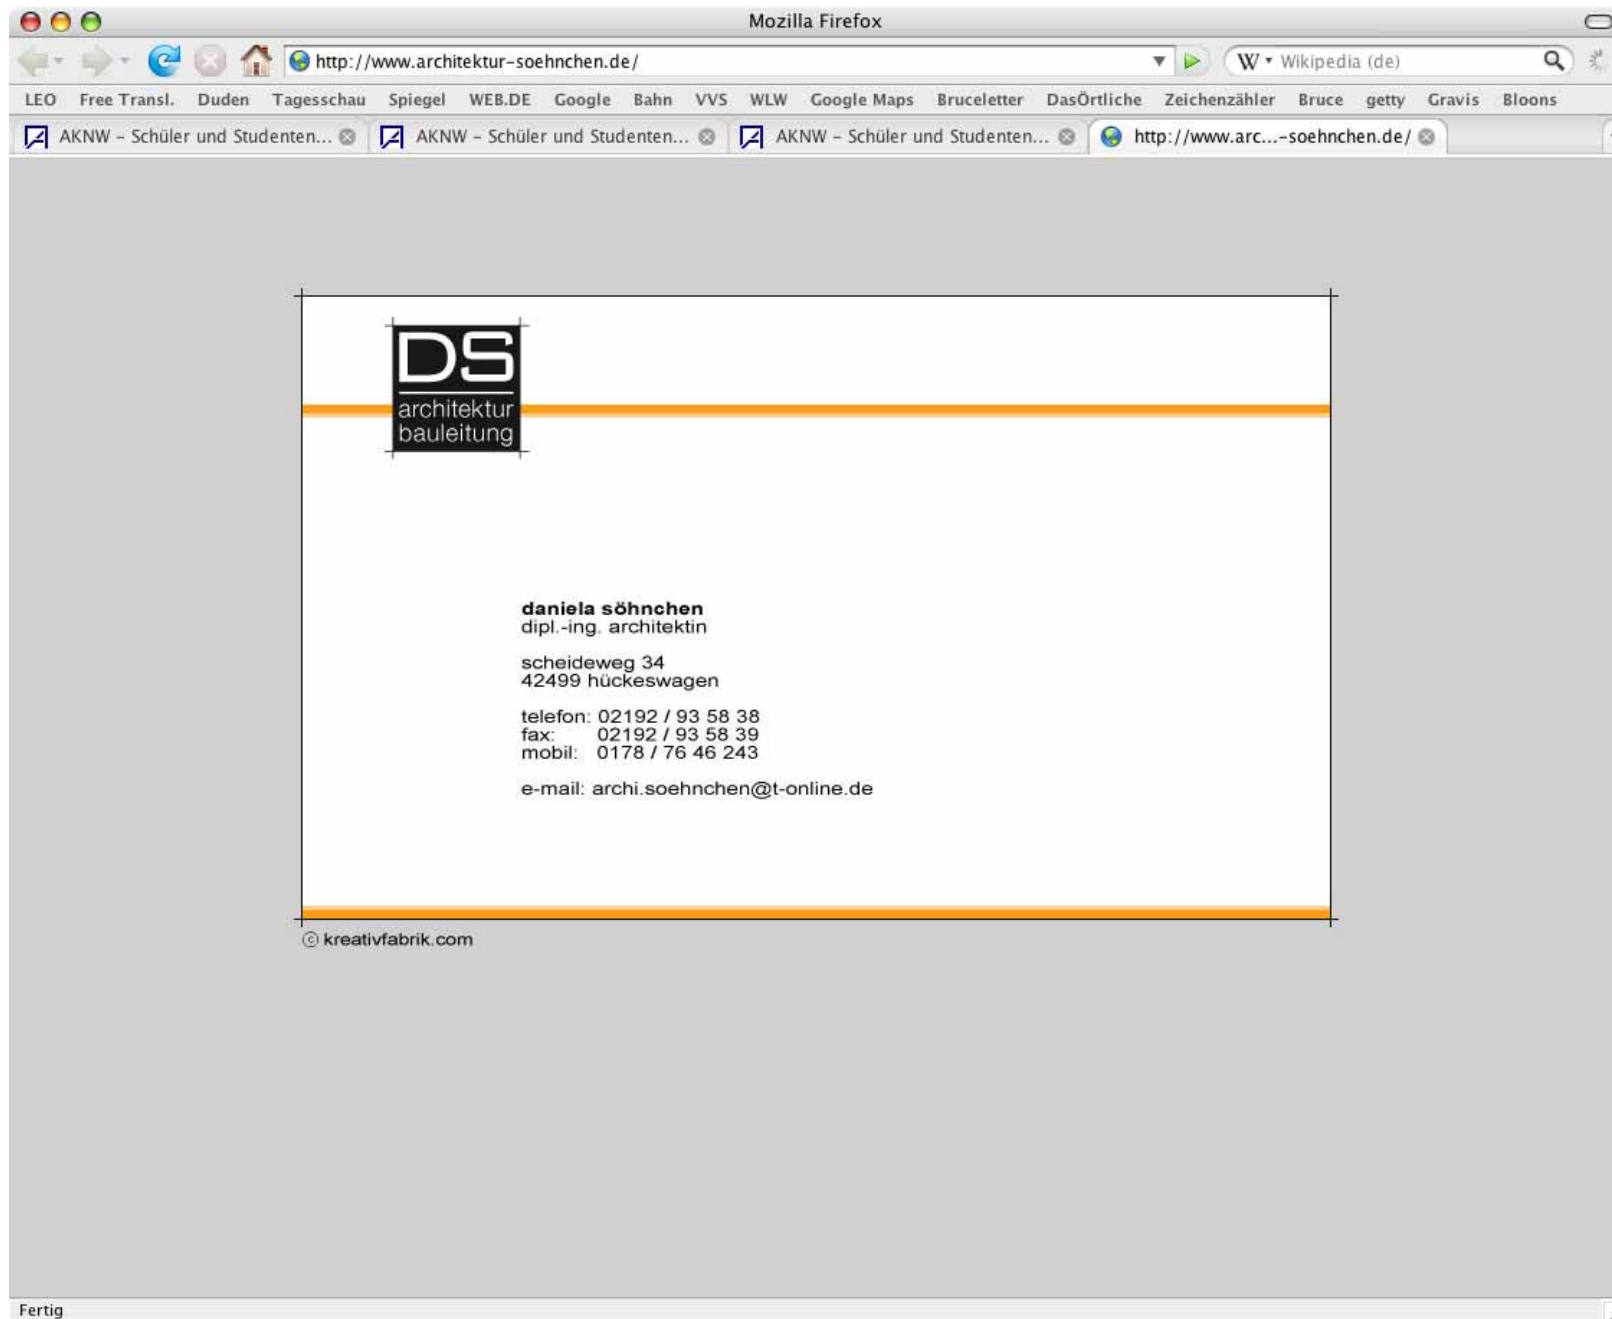 Mozilla Firefox
http://www.architektur-soehnchen.de/
W Wikipedia (de)
LEO Free Transl. Duden Tagesschau Spiegel WEB.DE Google Bahn VVS WLW Google Maps Bruceletter DasÖrtliche Zeichenzähler Bruce getty Gravis Bloons
AKNW – Schüler und Studenten... AKNW – Schüler und Studenten... AKNW – Schüler und Studenten... http://www.arc...-soehnchen.de/
DS
architektur
bauleitung
daniela söhnchen
dipl.-ing. architektin
scheideweg 34
42499 hückeswagen
telefon: 02192 / 93 58 38
fax: 02192 / 93 58 39
mobil: 0178 / 76 46 243
e-mail: archi.soehnchen@t-online.de
© kreativfabrik.com
Fertig